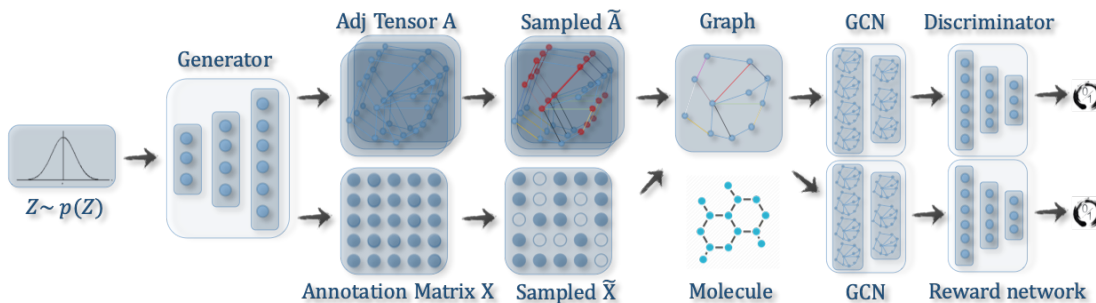 Adj Tensor A
Sampled Ã
Graph
GCN
Discriminator
Generator
Z~ p(Z)
Annotation Matrix X
Sampled X̃
Molecule
GCN
Reward network